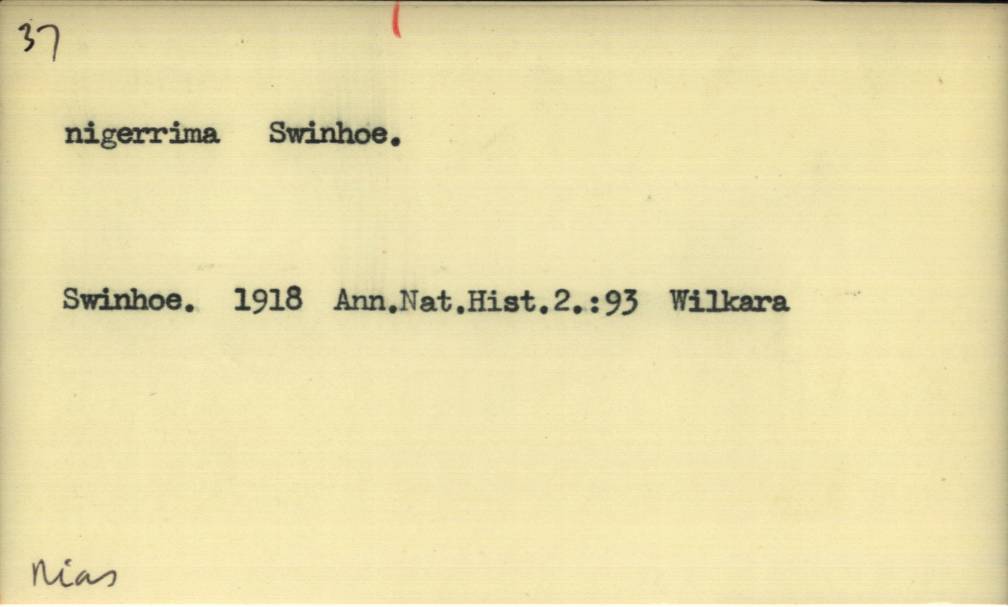 37
nigerrima Swinhoe.
Swinhoe. 1918 Ann.Nat.Hist.2.:93 Wilkara
Nias